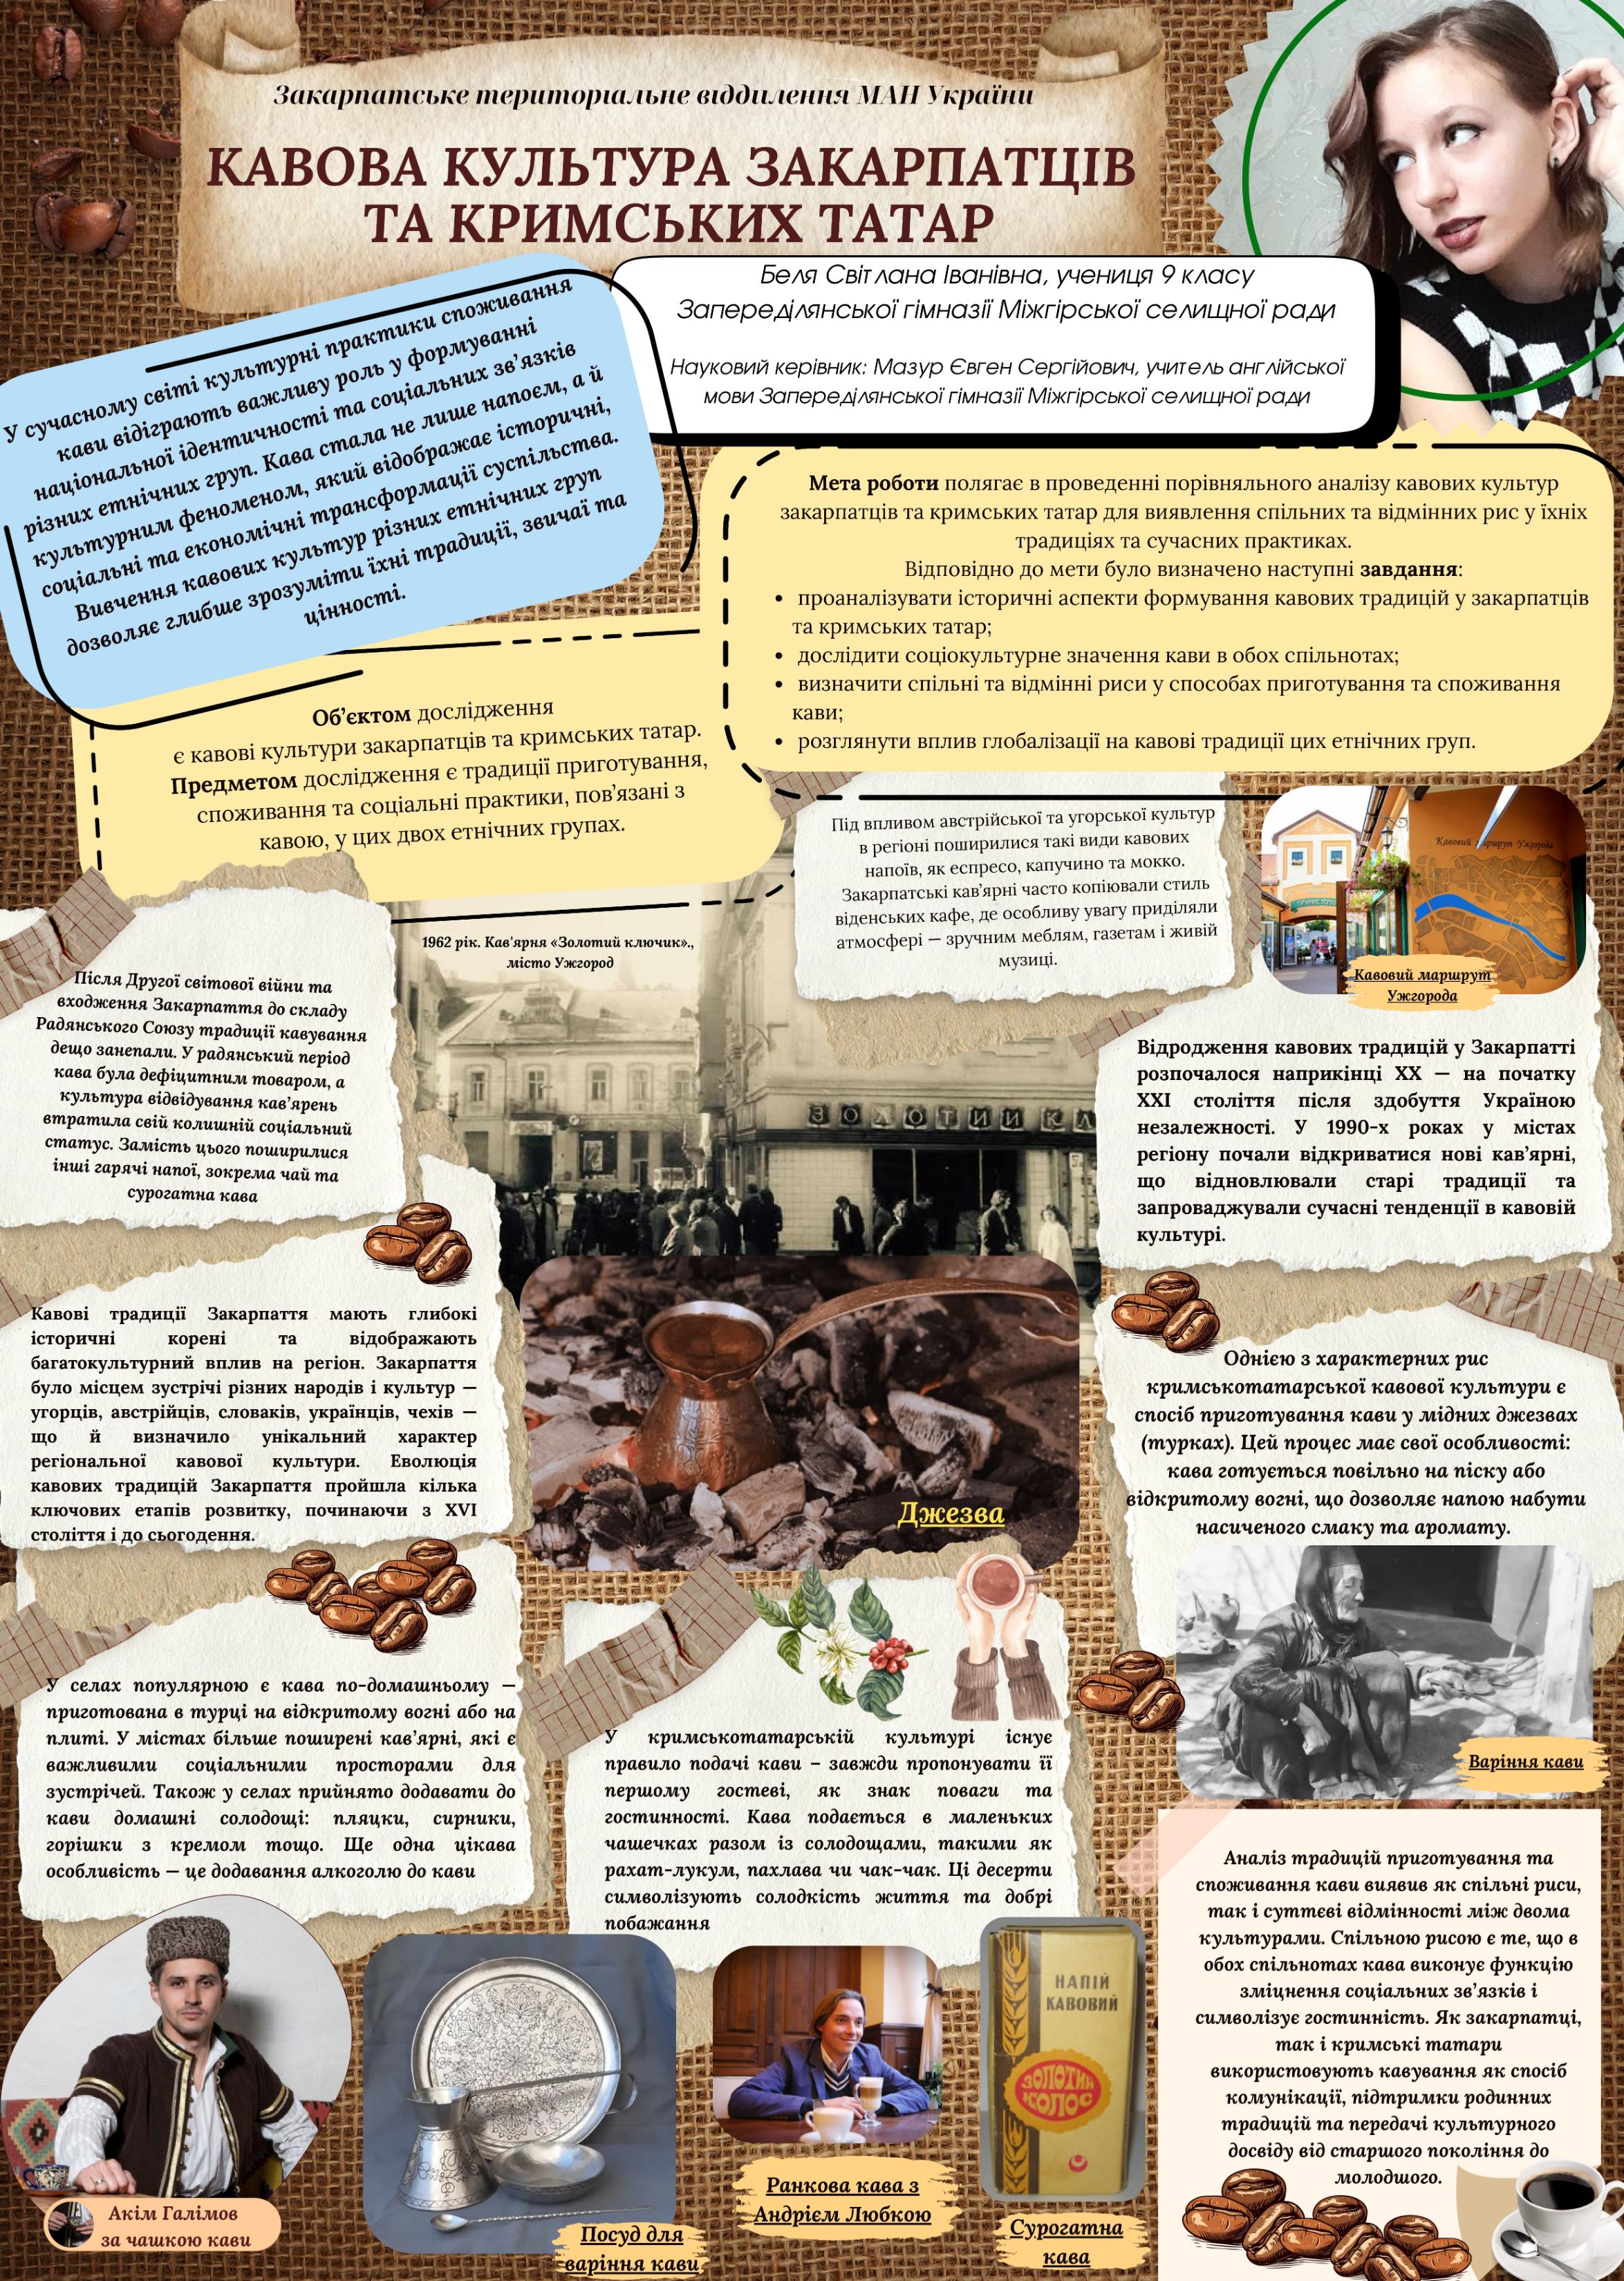 Закарпатське територіальне відділення МАН України
КАВОВА КУЛЬТУРА ЗАКАРПАТЦІВ
ТА КРИМСЬКИХ ТАТАР
Беля Світлана Іванівна, учениця 9 класу
Запереділянської гімназії Міжгірської селищної ради
Науковий керівник: Мазур Євген Сергійович, учитель англійської
мови Запереділянської гімназії Міжгірської селищної ради
У сучасному світі культурні практики споживання
кави відіграють важливу роль у формуванні
національної ідентичності та соціальних зв’язків
різних етнічних груп. Кава стала не лише напоєм, а й
культурним феноменом, який відображає історичні,
соціальні та економічні трансформації суспільства.
Вивчення кавових культур різних етнічних груп
дозволяє глибше зрозуміти їхні традиції, звичаї та
цінності.
Мета роботи полягає в проведенні порівняльного аналізу кавових культур
закарпатців та кримських татар для виявлення спільних та відмінних рис у їхніх
традиціях та сучасних практиках.
Відповідно до мети було визначено наступні завдання:
• проаналізувати історичні аспекти формування кавових традицій у закарпатців
та кримських татар;
• дослідити соціокультурне значення кави в обох спільнотах;
• визначити спільні та відмінні риси у способах приготування та споживання
кави;
• розглянути вплив глобалізації на кавові традиції цих етнічних груп.
Об’єктом дослідження
є кавові культури закарпатців та кримських татар.
Предметом дослідження є традиції приготування,
споживання та соціальні практики, пов’язані з
кавою, у цих двох етнічних групах.
Під впливом австрійської та угорської культур
в регіоні поширилися такі види кавових
напоїв, як еспресо, капучино та мокко.
Закарпатські кав’ярні часто копіювали стиль
віденських кафе, де особливу увагу приділяли
атмосфері — зручним меблям, газетам і живій
музиці.
Кавовий маршрут Ужгорода
Кавовий маршрут
Ужгорода
1962 рік. Кав'ярня «Золотий ключик».,
місто Ужгород
ЗОЛОТИЙ КЛ
Після Другої світової війни та
входження Закарпаття до складу
Радянського Союзу традиції кавування
дещо занепали. У радянський період
кава була дефіцитним товаром, а
культура відвідування кав’ярень
втратила свій колишній соціальний
статус. Замість цього поширилися
інші гарячі напої, зокрема чай та
сурогатна кава
Відродження кавових традицій у Закарпатті
розпочалося наприкінці XX — на початку
XXI століття після здобуття Україною
незалежності. У 1990-х роках у містах
регіону почали відкриватися нові кав’ярні,
що відновлювали старі традиції та
запроваджували сучасні тенденції в кавовій
культурі.
Кавові традиції Закарпаття мають глибокі
історичні корені та відображають
багатокультурний вплив на регіон. Закарпаття
було місцем зустрічі різних народів і культур —
угорців, австрійців, словаків, українців, чехів —
що й визначило унікальний характер
регіональної кавової культури. Еволюція
кавових традицій Закарпаття пройшла кілька
ключових етапів розвитку, починаючи з XVI
століття і до сьогодення.
Джезва
Однією з характерних рис
кримськотатарської кавової культури є
спосіб приготування кави у мідних джезвах
(турках). Цей процес має свої особливості:
кава готується повільно на піску або
відкритому вогні, що дозволяє напою набути
насиченого смаку та аромату.
Варіння кави
У селах популярною є кава по-домашньому —
приготована в турці на відкритому вогні або на
плиті. У містах більше поширені кав’ярні, які є
важливими соціальними просторами для
зустрічей. Також у селах прийнято додавати до
кави домашні солодощі: пляцки, сирники,
горішки з кремом тощо. Ще одна цікава
особливість — це додавання алкоголю до кави
У кримськотатарській культурі існує
правило подачі кави – завжди пропонувати її
першому гостеві, як знак поваги та
гостинності. Кава подається в маленьких
чашечках разом із солодощами, такими як
рахат-лукум, пахлава чи чак-чак. Ці десерти
символізують солодкість життя та добрі
побажання
Аналіз традицій приготування та
споживання кави виявив як спільні риси,
так і суттєві відмінності між двома
культурами. Спільною рисою є те, що в
обох спільнотах кава виконує функцію
зміцнення соціальних зв’язків і
символізує гостинність. Як закарпатці,
так і кримські татари
використовують кавування як спосіб
комунікації, підтримки родинних
традицій та передачі культурного
досвіду від старшого покоління до
молодшого.
Акім Галімов
за чашкою кави
Посуд для
варіння кави
Ранкова кава з
Андрієм Любкою
НАПІЙ
КАВОВИЙ
ЗОЛОТИЙ
КОЛОС
Сурогатна
кава